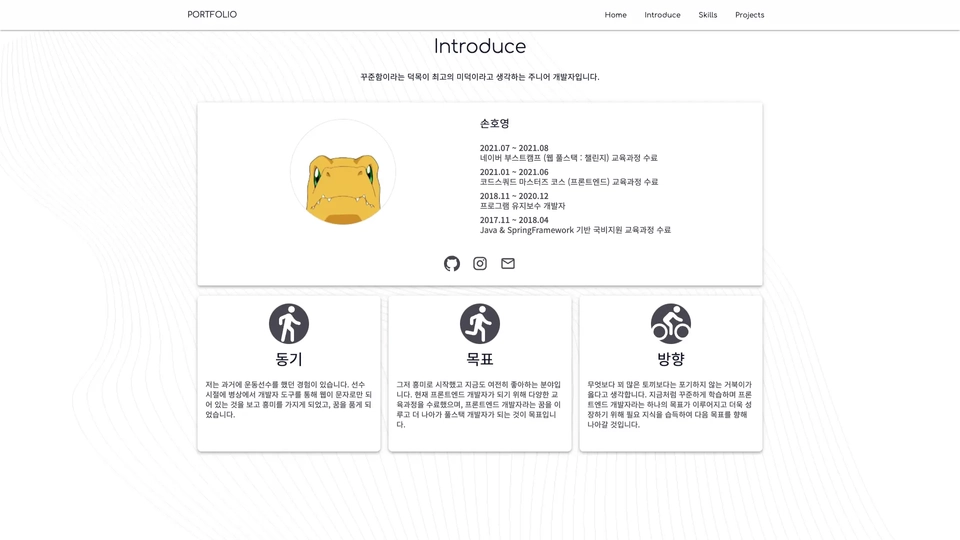 PORTFOLIO
Home Introduce Skills Projects
Introduce
꾸준함이라는 덕목이 최고의 미덕이라고 생각하는 주니어 개발자입니다.
손호영
2021.07 ~ 2021.08
네이버 부스트캠프 (웹 풀스택 : 챌린지) 교육과정 수료
2021.01 ~ 2021.06
코드스쿼드 마스터즈 코스 (프론트엔드) 교육과정 수료
2018.11 ~ 2020.12
프로그램 유지보수 개발자
2017.11 ~ 2018.04
Java & SpringFramework 기반 국비지원 교육과정 수료
동기
저는 과거에 운동선수를 했던 경험이 있습니다. 선수
시절에 병상에서 개발자 도구를 통해 웹이 문자로만 되
어 있는 것을 보고 흥미를 가지게 되었고, 꿈을 품게 되
었습니다.
목표
그저 흥미로 시작했고 지금도 여전히 좋아하는 분야입
니다. 현재 프론트엔드 개발자가 되기 위해 다양한 교
육과정을 수료했으며, 프론트엔드 개발자라는 꿈을 이
루고 더 나아가 풀스택 개발자가 되는 것이 목표입니
다.
방향
무엇보다 꾀 많은 토끼보다는 포기하지 않는 거북이가
옳다고 생각합니다. 지금처럼 꾸준하게 학습하며 프론
트엔드 개발자라는 하나의 목표가 이루어지고 더욱 성
장하기 위해 필요 지식을 습득하며 다음 목표를 향해
나아갈 것입니다.